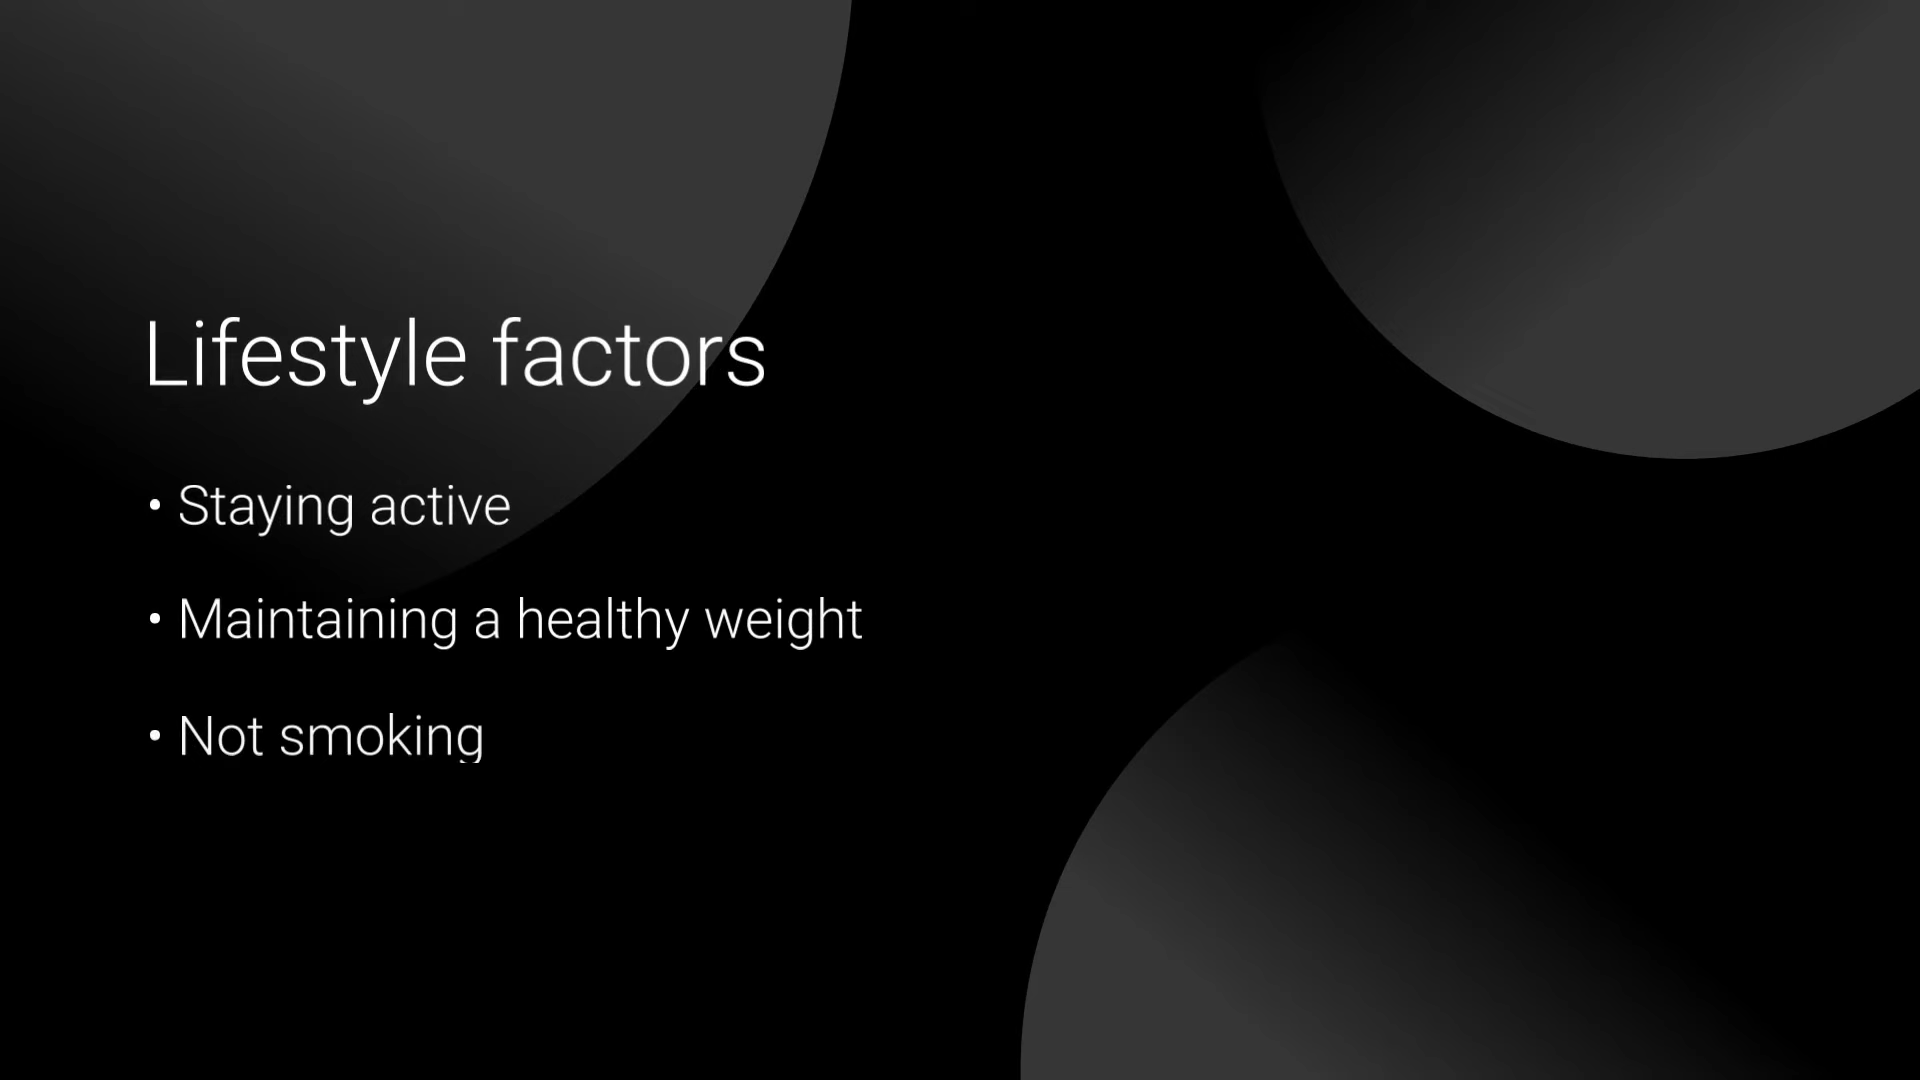 Lifestyle factors
• Staying active
• Maintaining a healthy weight
• Not smoking